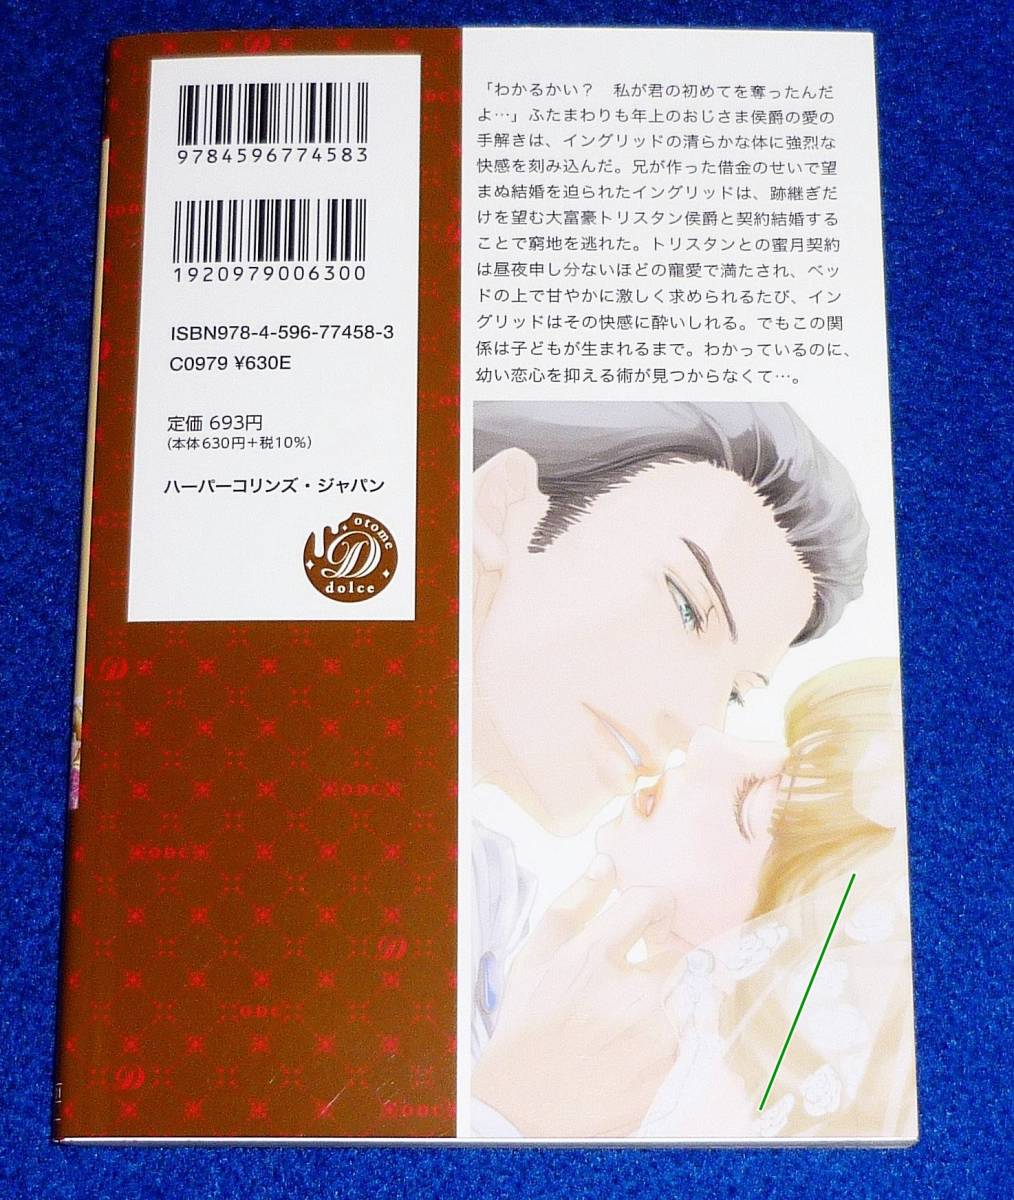 9784596774583
1920979006300
ISBN978-4-596-77458-3
C0979 ¥630E
定価 693円
(本体630円+税10%)
ハーパーコリンズ・ジャパン
otome
D
dolce
「わかるかい？　私が君の初めてを奪ったんだ
よ…」ふたまわりも年上のおじさま侯爵の愛の
手解きは、イングリッドの清らかな体に強烈な
快感を刻み込んだ。兄が作った借金のせいで望
まぬ結婚を迫られたイングリッドは、跡継ぎだ
けを望む大富豪トリスタン侯爵と契約結婚する
ことで窮地を逃れた。トリスタンとの蜜月契約
は昼夜申し分ないほどの寵愛で満たされ、ベッ
ドの上で甘やかに激しく求められるたび、イン
グリッドはその快感に酔いしれる。でもこの関
係は子どもが生まれるまで。わかっているのに、
幼い恋心を抑える術が見つからなくて…。
D
ODC
D
ODC
ODC
D
ODC
D
ODC